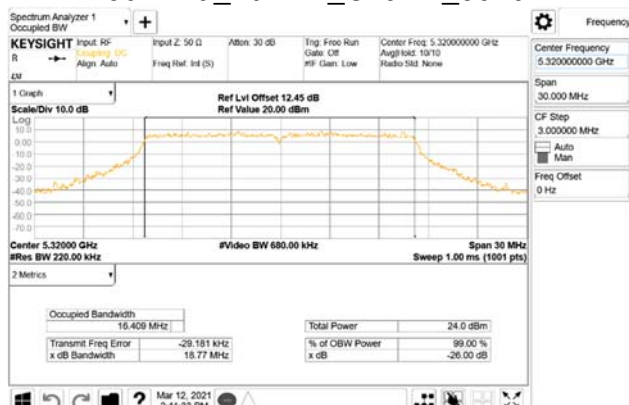 Spectrum Analyzer 1
Occupied BW
Frequency
KEYSIGHT
R
Input: RF
Coupling: DC
Align: Auto
Input Z: 50 Ω
Freq Ref: Int (S)
Atten: 30 dB
Trig: Free Run
Gate: Off
#IF Gain: Low
Center Freq: 5.320000000 GHz
Avg|Hold: 10/10
Radio Std: None
Center Frequency
5.320000000 GHz
Span
30.000 MHz
CF Step
3.000000 MHz
Auto
Man
Freq Offset
0 Hz
1 Graph
Scale/Div 10.0 dB
Ref Lvl Offset 12.45 dB
Ref Value 20.00 dBm
Log
10.0
0.00
-10.0
-20.0
-30.0
-40.0
-50.0
-60.0
-70.0
Center 5.32000 GHz
#Res BW 220.00 kHz
#Video BW 680.00 kHz
Span 30 MHz
Sweep 1.00 ms (1001 pts)
2 Metrics
Occupied Bandwidth
16.409 MHz
Total Power 24.0 dBm
Transmit Freq Error -29.181 kHz
% of OBW Power 99.00 %
x dB Bandwidth 18.77 MHz
x dB -26.00 dB
Mar 12, 2021